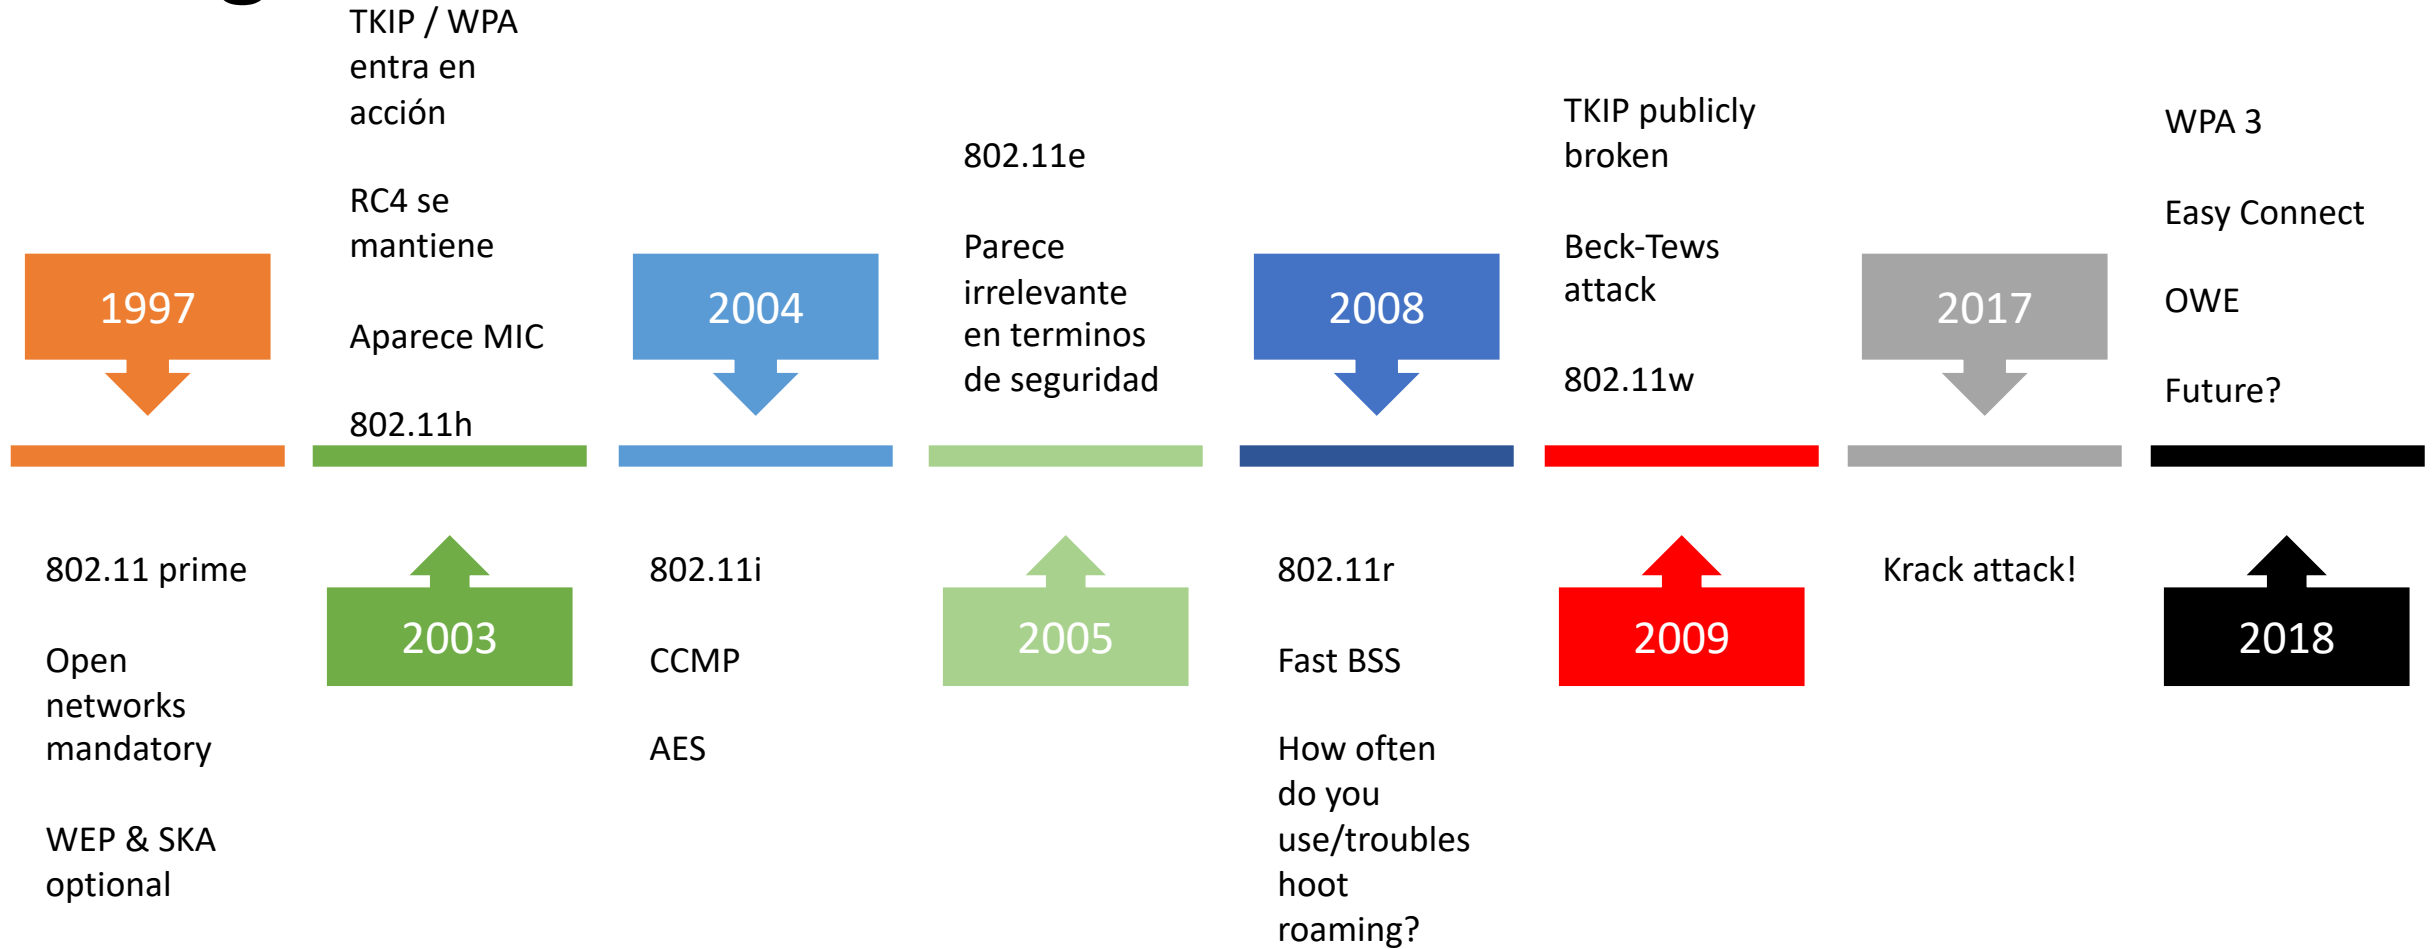 1997
802.11 prime
Open
networks
mandatory
WEP & SKA
optional
TKIP / WPA
entra en
acción
RC4 se
mantiene
Aparece MIC
802.11h
2003
2004
802.11i
CCMP
AES
802.11e
Parece
irrelevante
en terminos
de seguridad
2005
2008
802.11r
Fast BSS
How often
do you
use/troubles
hoot
roaming?
TKIP publicly
broken
Beck-Tews
attack
802.11w
2009
2017
Krack attack!
WPA 3
Easy Connect
OWE
Future?
2018